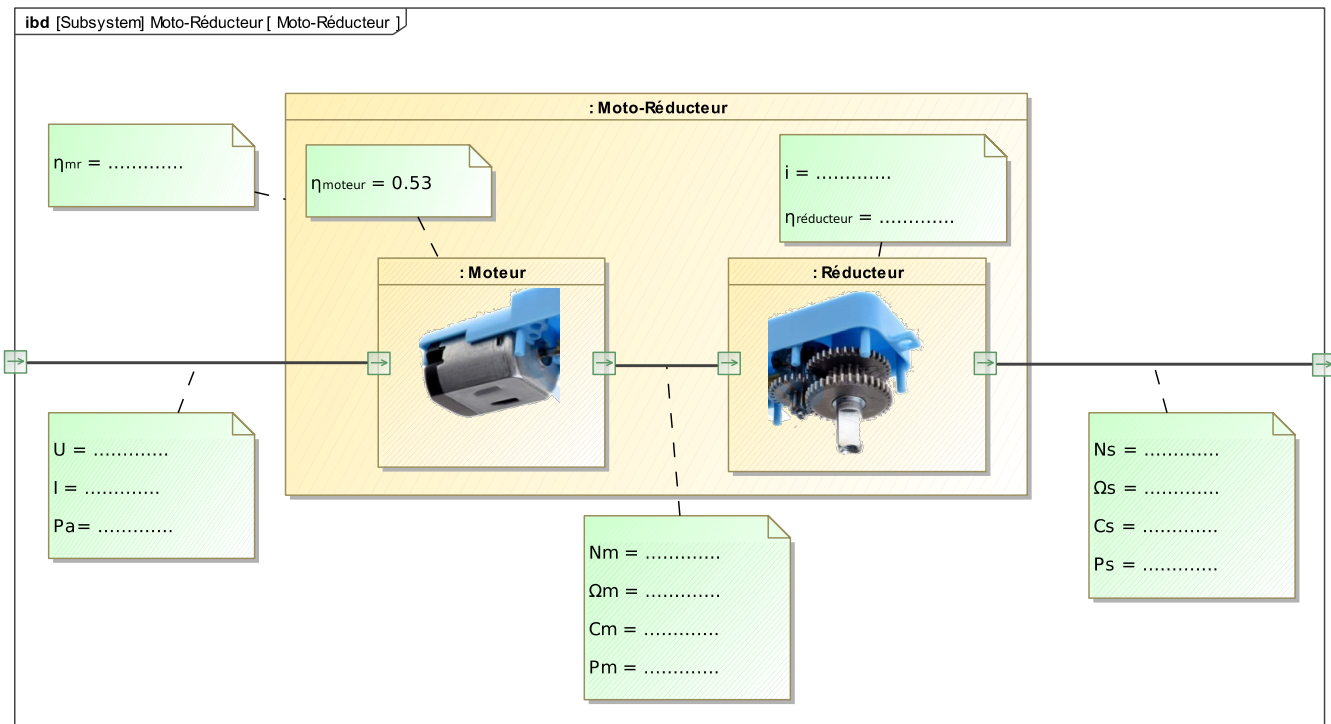 ibd [Subsystem] Moto-Réducteur [ Moto-Réducteur ]
: Moto-Réducteur
ηmr = .............
ηmoteur = 0.53
i = .............
ηréducteur = .............
: Moteur
: Réducteur
U = .............
I = .............
Pa= .............
Nm = .............
Ωm = .............
Cm = .............
Pm = .............
Ns = .............
Ωs = .............
Cs = .............
Ps = .............